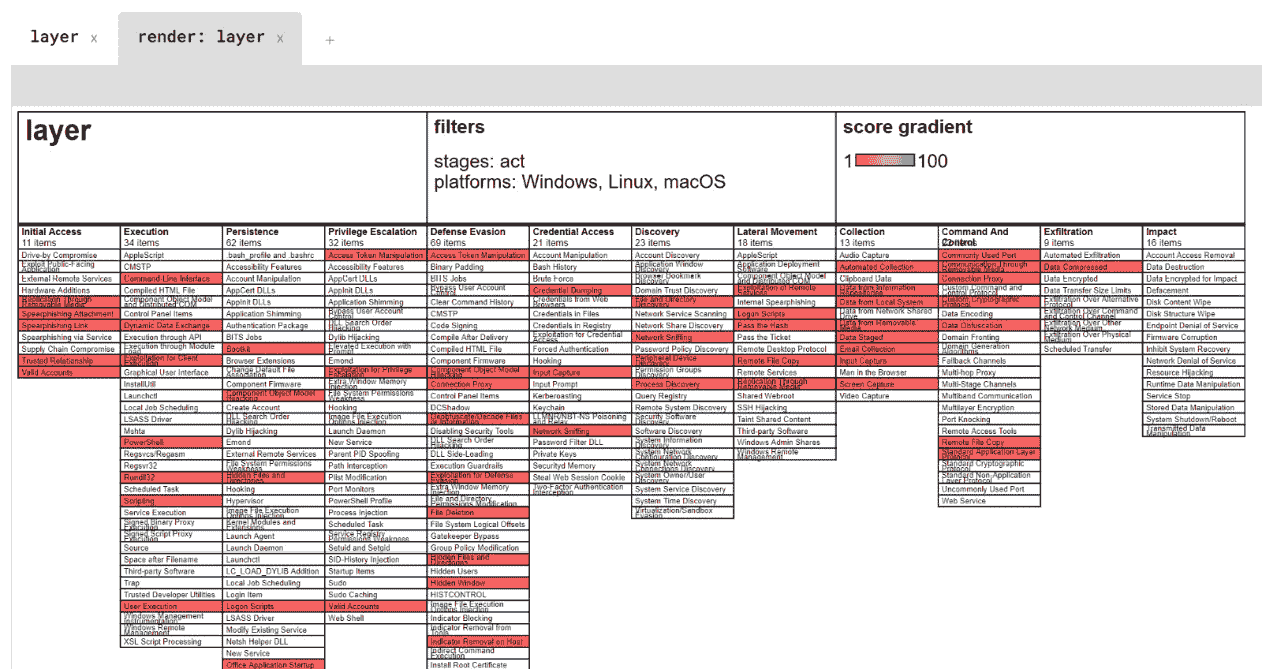 layer x
render: layer x
+
layer
filters
stages: act
platforms: Windows, Linux, macOS
score gradient
1 100
Initial Access
11 items
Drive-by Compromise
Exploit Public-Facing
Application
External Remote Services
Hardware Additions
Replication Through
Removable Media
Spearphishing Attachment
Spearphishing Link
Spearphishing via Service
Supply Chain Compromise
Trusted Relationship
Valid Accounts
Execution
34 items
AppleScript
CMSTP
Command-Line Interface
Compiled HTML File
Component Object Model
and Distributed COM
Control Panel Items
Dynamic Data Exchange
Execution through API
Execution through Module
Load
Exploitation for Client
Execution
Graphical User Interface
InstallUtil
Launchctl
Local Job Scheduling
LSASS Driver
Mshta
PowerShell
Regsvcs/Regasm
Regsvr32
Rundll32
Scheduled Task
Scripting
Service Execution
Signed Binary Proxy
Execution
Signed Script Proxy
Execution
Source
Space after Filename
Third-party Software
Trap
Trusted Developer Utilities
User Execution
Windows Management
Instrumentation
Windows Remote
Management
XSL Script Processing
Persistence
62 items
.bash_profile and .bashrc
Accessibility Features
Account Manipulation
AppCert DLLs
AppInit DLLs
Application Shimming
Authentication Package
BITS Jobs
Bootkit
Browser Extensions
Change Default File
Association
Component Firmware
Component Object Model
Hijacking
Create Account
DLL Search Order
Hijacking
Dylib Hijacking
Emond
External Remote Services
File System Permissions
Weakness
Hidden Files and
Directories
Hooking
Hypervisor
Image File Execution
Options Injection
Kernel Modules and
Extensions
Launch Agent
Launch Daemon
Launchctl
LC_LOAD_DYLIB Addition
Local Job Scheduling
Login Item
Logon Scripts
LSASS Driver
Modify Existing Service
Netsh Helper DLL
New Service
Office Application Startup
Privilege Escalation
32 items
Access Token Manipulation
Accessibility Features
AppCert DLLs
AppInit DLLs
Application Shimming
Bypass User Account
Control
DLL Search Order
Hijacking
Dylib Hijacking
Elevated Execution with
Prompt
Emond
Exploitation for Privilege
Escalation
Extra Window Memory
Injection
File System Permissions
Weakness
Hooking
Image File Execution
Options Injection
Launch Daemon
New Service
Parent PID Spoofing
Path Interception
Plist Modification
Port Monitors
PowerShell Profile
Process Injection
Scheduled Task
Service Registry
Permissions Weakness
Setuid and Setgid
SID-History Injection
Startup Items
Sudo
Sudo Caching
Valid Accounts
Web Shell
Defense Evasion
69 items
Access Token Manipulation
Binary Padding
BITS Jobs
Bypass User Account
Control
Clear Command History
CMSTP
Code Signing
Compile After Delivery
Compiled HTML File
Component Firmware
Component Object Model
Hijacking
Connection Proxy
Control Panel Items
DCShadow
Deobfuscate/Decode Files
or Information
Disabling Security Tools
DLL Search Order
Hijacking
DLL Side-Loading
Execution Guardrails
Exploitation for Defense
Evasion
Extra Window Memory
Injection
File and Directory
Permissions Modification
File Deletion
File System Logical Offsets
Gatekeeper Bypass
Group Policy Modification
Hidden Files and
Directories
Hidden Users
Hidden Window
HISTCONTROL
Image File Execution
Options Injection
Indicator Blocking
Indicator Removal from
Tools
Indicator Removal on Host
Indirect Command
Execution
Install Root Certificate
Credential Access
21 items
Account Manipulation
Bash History
Brute Force
Credential Dumping
Credentials from Web
Browsers
Credentials in Files
Credentials in Registry
Exploitation for Credential
Access
Forced Authentication
Hooking
Input Capture
Input Prompt
Kerberoasting
Keychain
LLMNR/NBT-NS Poisoning
and Relay
Network Sniffing
Password Filter DLL
Private Keys
Securityd Memory
Steal Web Session Cookie
Two-Factor Authentication
Interception
Discovery
23 items
Account Discovery
Application Window
Discovery
Browser Bookmark
Discovery
Domain Trust Discovery
File and Directory
Discovery
Network Service Scanning
Network Share Discovery
Network Sniffing
Password Policy Discovery
Peripheral Device
Discovery
Permission Groups
Discovery
Process Discovery
Query Registry
Remote System Discovery
Security Software
Discovery
Software Discovery
System Information
Discovery
System Network
Configuration Discovery
System Network
Connections Discovery
System Owner/User
Discovery
System Service Discovery
System Time Discovery
Virtualization/Sandbox
Evasion
Lateral Movement
18 items
AppleScript
Application Deployment
Software
Component Object Model
and Distributed COM
Exploitation of Remote
Services
Internal Spearphishing
Logon Scripts
Pass the Hash
Pass the Ticket
Remote Desktop Protocol
Remote File Copy
Remote Services
Replication Through
Removable Media
Shared Webroot
SSH Hijacking
Taint Shared Content
Third-party Software
Windows Admin Shares
Windows Remote
Management
Collection
13 items
Audio Capture
Automated Collection
Clipboard Data
Data from Information
Repositories
Data from Local System
Data from Network Shared
Drive
Data from Removable
Media
Data Staged
Email Collection
Input Capture
Man in the Browser
Screen Capture
Video Capture
Command And
Control
22 items
Commonly Used Port
Communication Through
Removable Media
Connection Proxy
Custom Command and
Control Protocol
Custom Cryptographic
Protocol
Data Encoding
Data Obfuscation
Domain Fronting
Domain Generation
Algorithms
Fallback Channels
Multi-hop Proxy
Multi-Stage Channels
Multiband Communication
Multilayer Encryption
Port Knocking
Remote Access Tools
Remote File Copy
Standard Application Layer
Protocol
Standard Cryptographic
Protocol
Standard Non-Application
Layer Protocol
Uncommonly Used Port
Web Service
Exfiltration
9 items
Automated Exfiltration
Data Compressed
Data Encrypted
Data Transfer Size Limits
Exfiltration Over Alternative
Protocol
Exfiltration Over Command
and Control Channel
Exfiltration Over Other
Network Medium
Exfiltration Over Physical
Medium
Scheduled Transfer
Impact
16 items
Account Access Removal
Data Destruction
Data Encrypted for Impact
Defacement
Disk Content Wipe
Disk Structure Wipe
Endpoint Denial of Service
Firmware Corruption
Inhibit System Recovery
Network Denial of Service
Resource Hijacking
Runtime Data Manipulation
Service Stop
Stored Data Manipulation
System Shutdown/Reboot
Transmitted Data
Manipulation